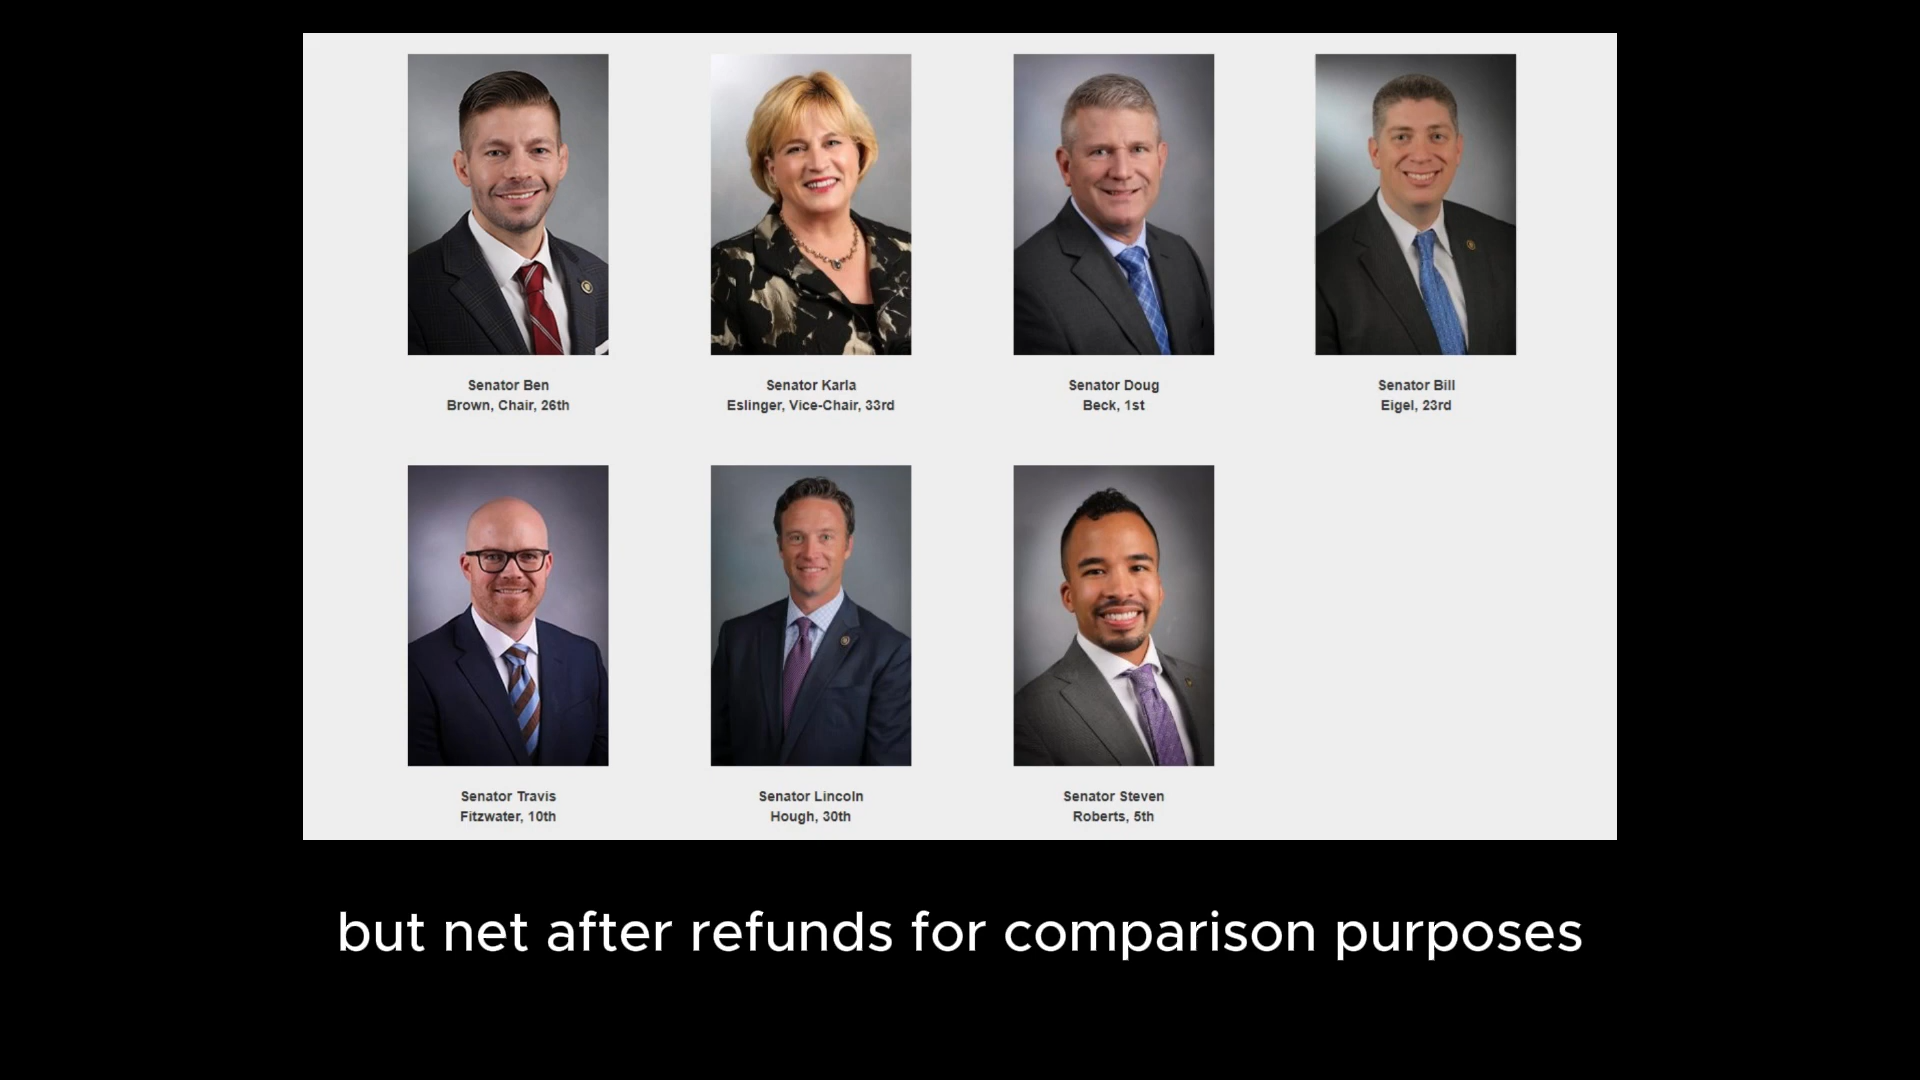 Senator Ben
Brown, Chair, 26th
Senator Karla
Eslinger, Vice-Chair, 33rd
Senator Doug
Beck, 1st
Senator Bill
Eigel, 23rd
Senator Travis
Fitzwater, 10th
Senator Lincoln
Hough, 30th
Senator Steven
Roberts, 5th
but net after refunds for comparison purposes